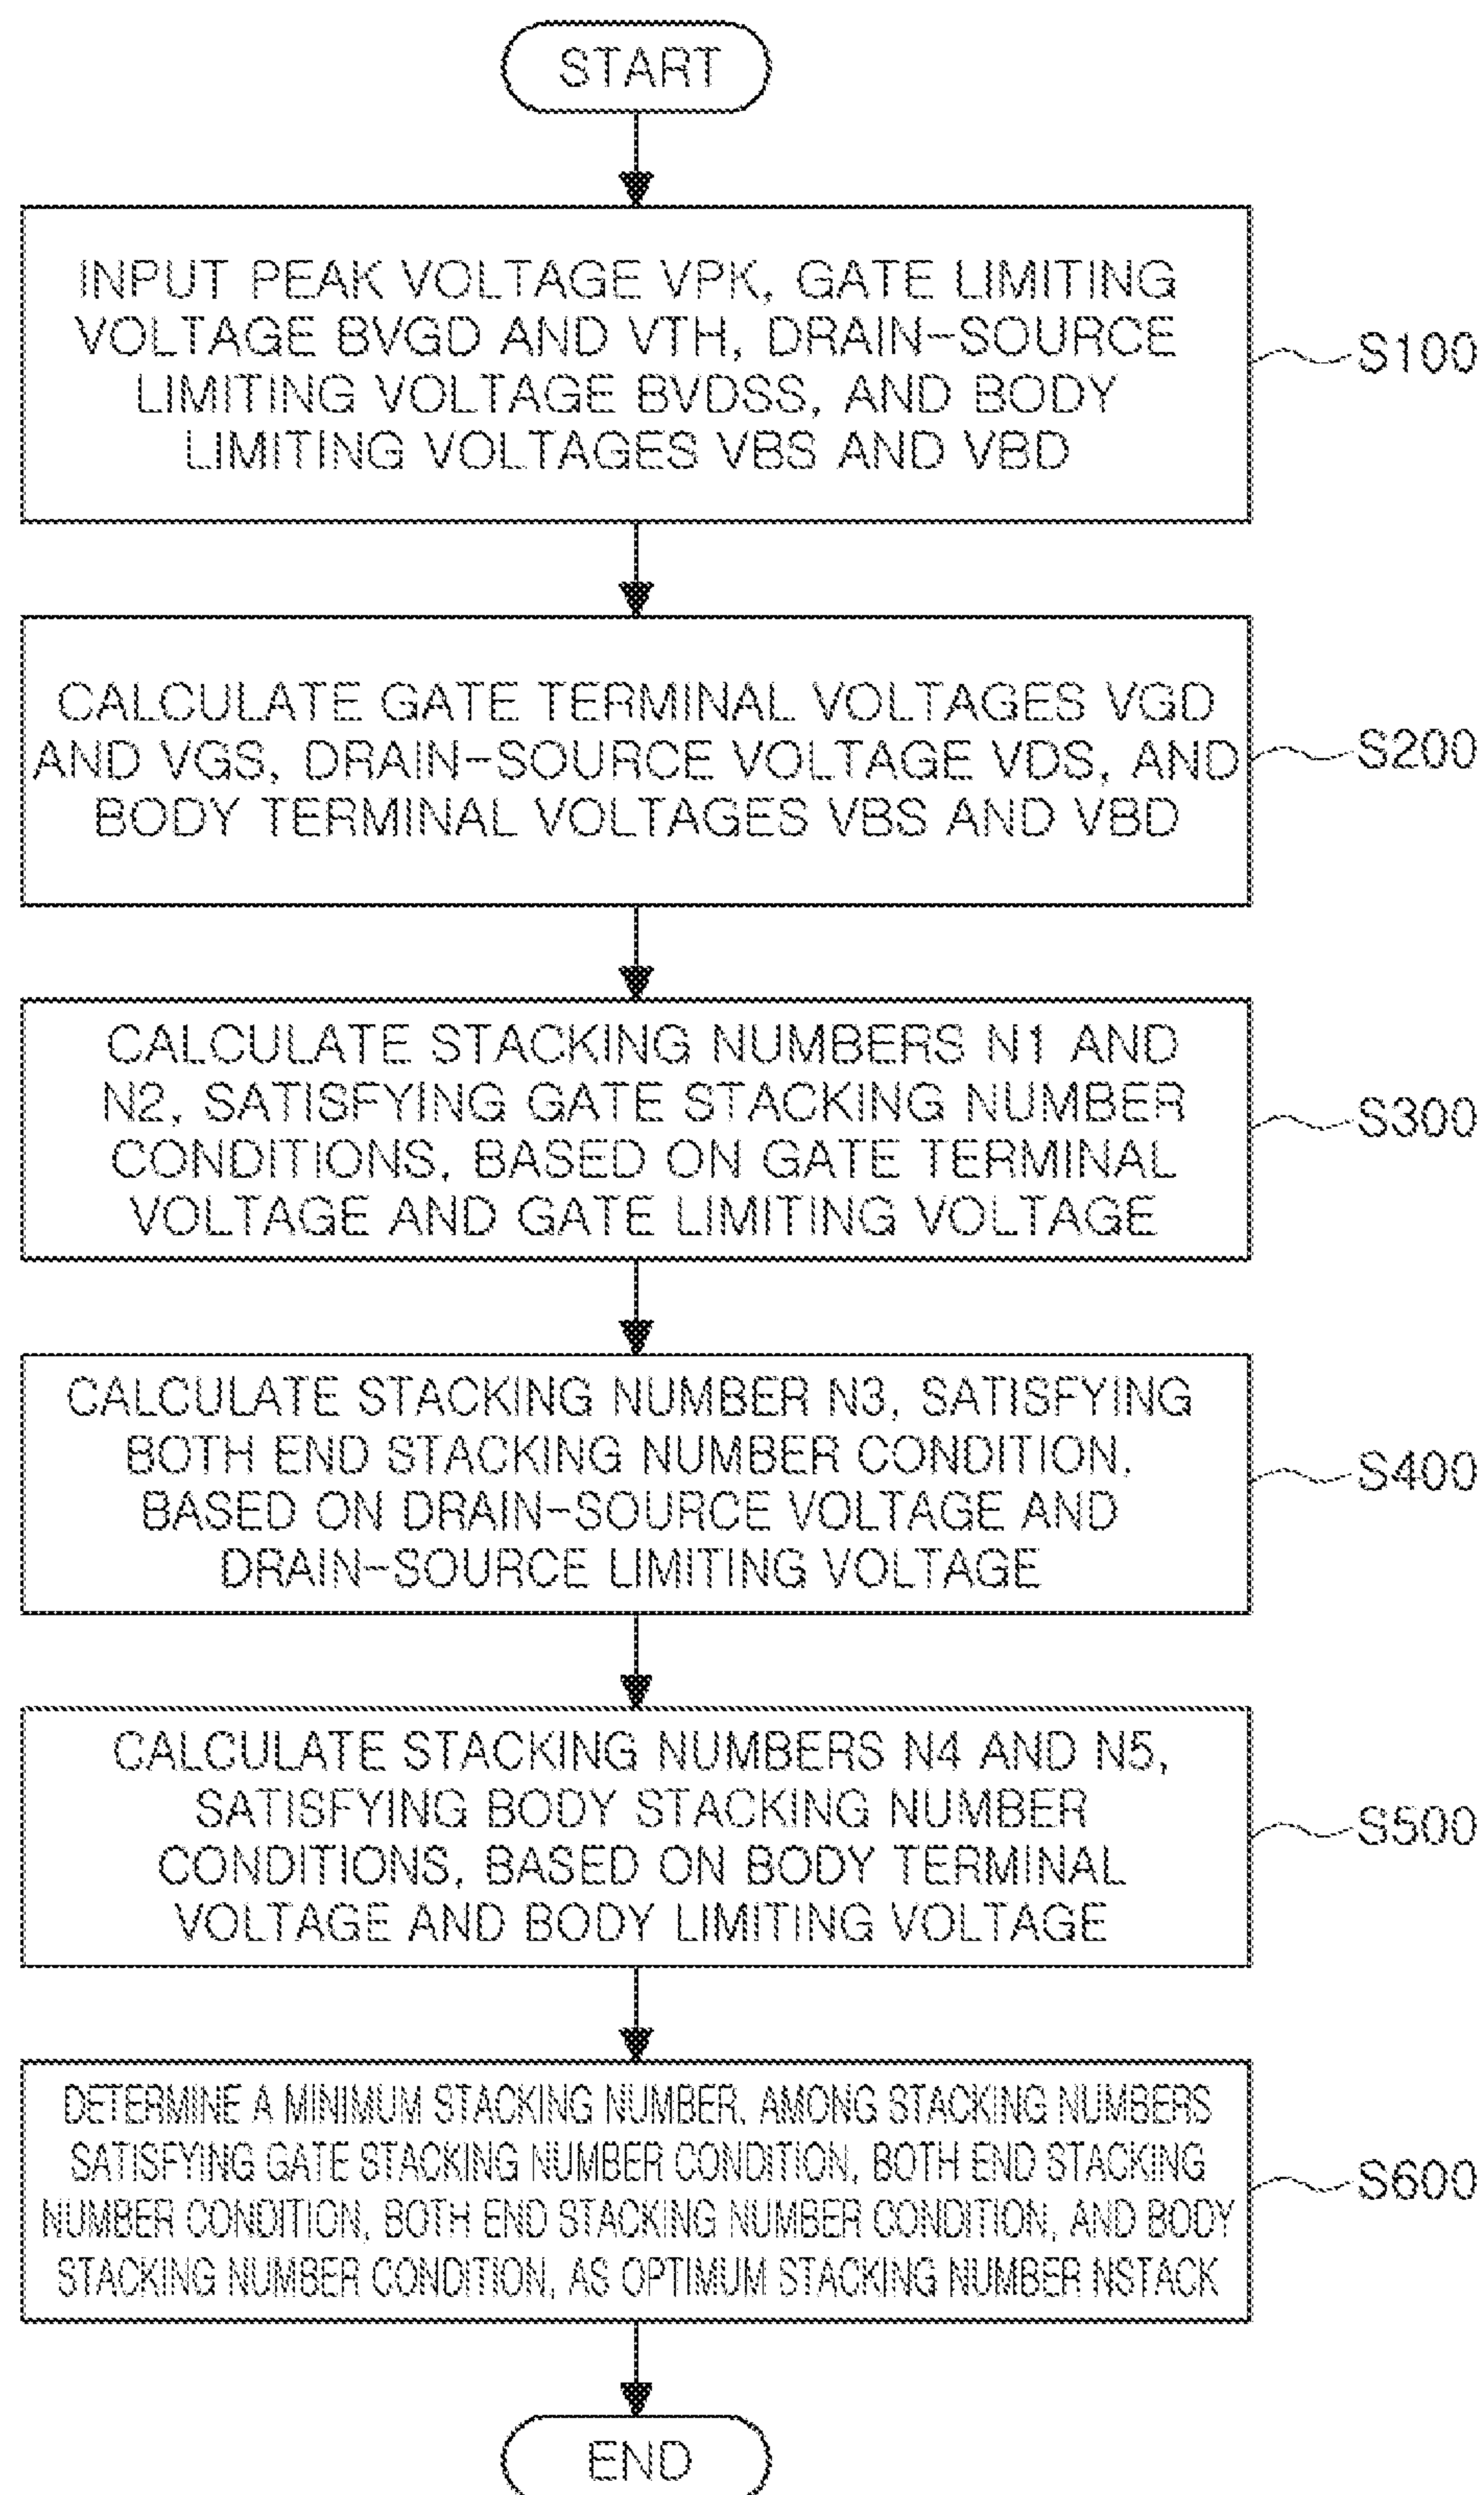 START
INPUT PEAK VOLTAGE VPK, GATE LIMITING
VOLTAGE BVGD AND VTH, DRAIN-SOURCE
LIMITING VOLTAGE BVDSS, AND BODY
LIMITING VOLTAGES VBS AND VBD
S100
CALCULATE GATE TERMINAL VOLTAGES VGD
AND VGS, DRAIN-SOURCE VOLTAGE VDS, AND
BODY TERMINAL VOLTAGES VBS AND VBD
S200
CALCULATE STACKING NUMBERS N1 AND
N2, SATISFYING GATE STACKING NUMBER
CONDITIONS, BASED ON GATE TERMINAL
VOLTAGE AND GATE LIMITING VOLTAGE
S300
CALCULATE STACKING NUMBER N3, SATISFYING
BOTH END STACKING NUMBER CONDITION,
BASED ON DRAIN-SOURCE VOLTAGE AND
DRAIN-SOURCE LIMITING VOLTAGE
S400
CALCULATE STACKING NUMBERS N4 AND N5,
SATISFYING BODY STACKING NUMBER
CONDITIONS, BASED ON BODY TERMINAL
VOLTAGE AND BODY LIMITING VOLTAGE
S500
DETERMINE A MINIMUM STACKING NUMBER, AMONG STACKING NUMBERS
SATISFYING GATE STACKING NUMBER CONDITION, BOTH END STACKING
NUMBER CONDITION, BOTH END STACKING NUMBER CONDITION, AND BODY
STACKING NUMBER CONDITION, AS OPTIMUM STACKING NUMBER NSTACK
S600
END